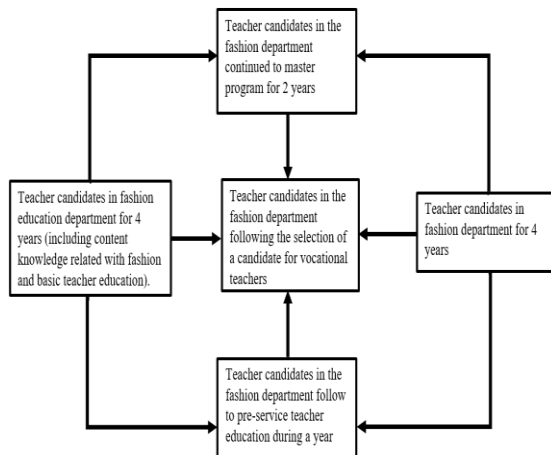 Teacher candidates in the
fashion department
continued to master
program for 2 years
Teacher candidates in fashion
education department for 4
years (including content
knowledge related with fashion
and basic teacher education).
Teacher candidates in the
fashion department
following the selection of
a candidate for vocational
teachers
Teacher candidates in
fashion department for 4
years
Teacher candidates in the
fashion department follow
to pre-service teacher
education during a year